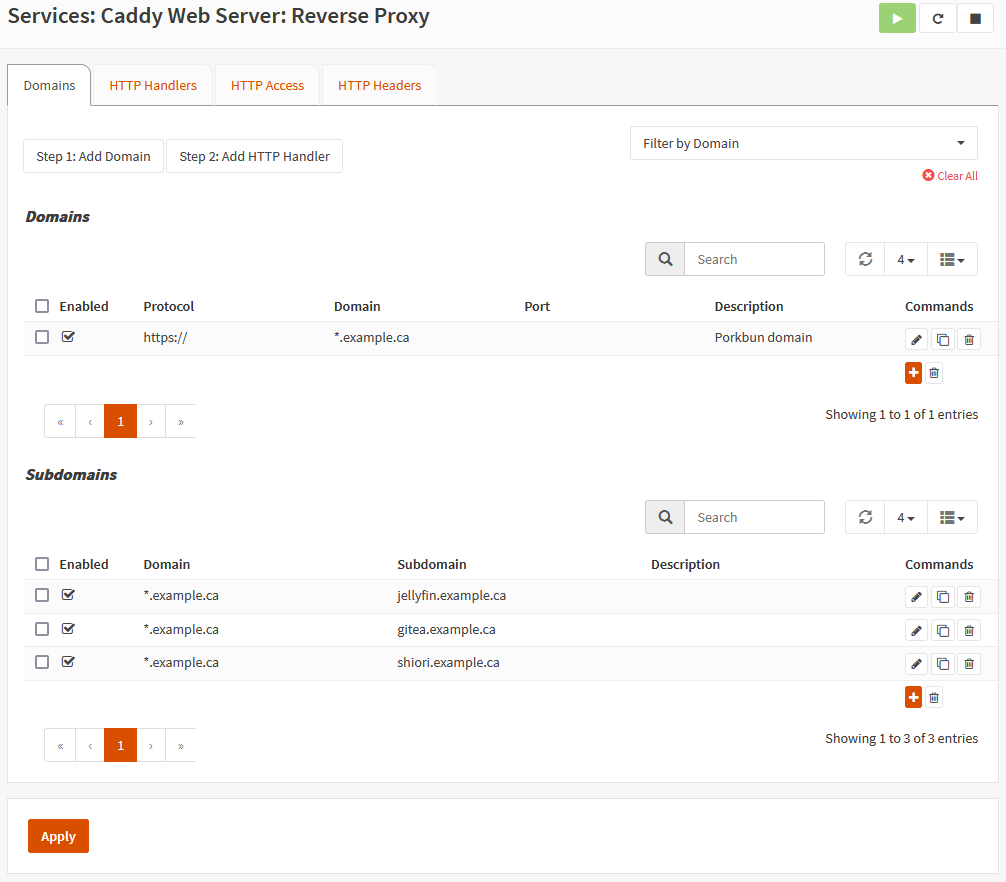 Services: Caddy Web Server: Reverse Proxy
Domains HTTP Handlers HTTP Access HTTP Headers
Step 1: Add Domain Step 2: Add HTTP Handler Filter by Domain
Clear All
Domains
Search 4
Enabled Protocol Domain Port Description Commands
https:// *.example.ca Porkbun domain
« ‹ 1 › »
Showing 1 to 1 of 1 entries
Subdomains
Search 4
Enabled Domain Subdomain Description Commands
*.example.ca jellyfin.example.ca
*.example.ca gitea.example.ca
*.example.ca shiori.example.ca
« ‹ 1 › »
Showing 1 to 3 of 3 entries
Apply